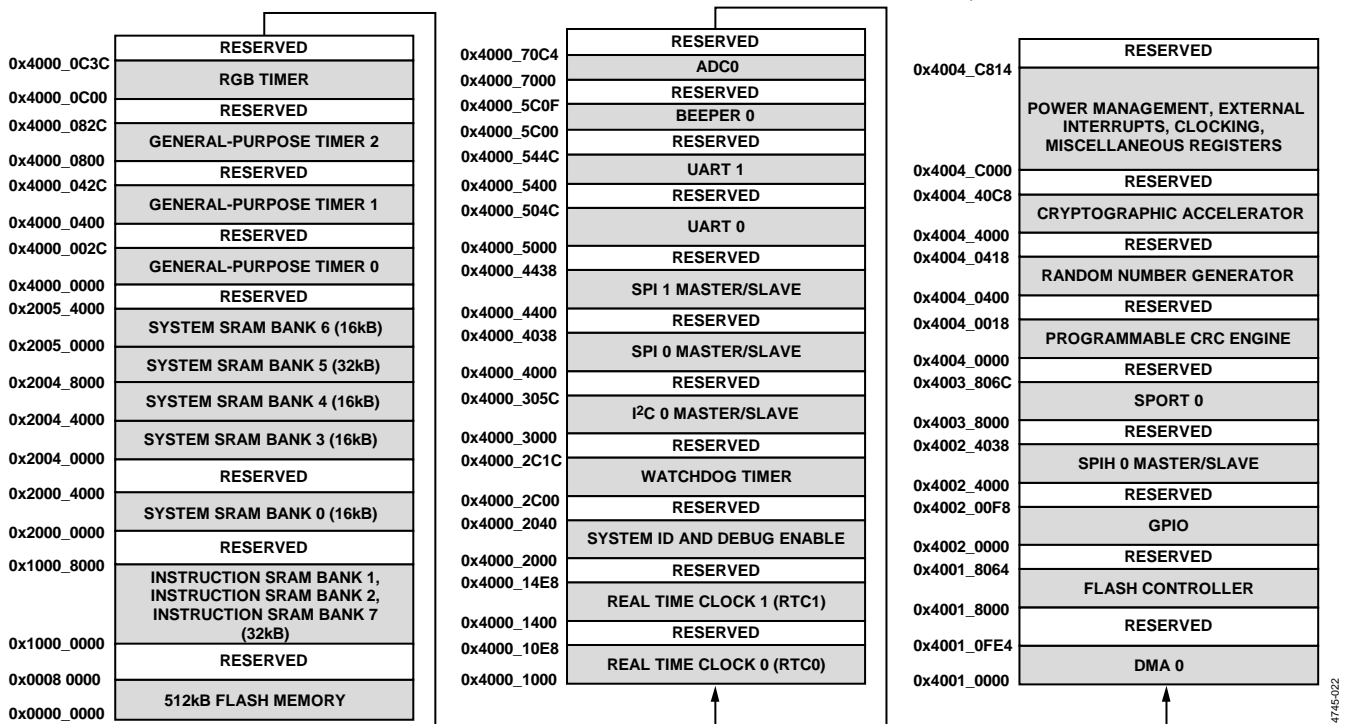 RESERVED
0x4000_0C3C
RGB TIMER
0x4000_0C00
RESERVED
0x4000_082C
GENERAL-PURPOSE TIMER 2
0x4000_0800
RESERVED
0x4000_042C
GENERAL-PURPOSE TIMER 1
0x4000_0400
RESERVED
0x4000_002C
GENERAL-PURPOSE TIMER 0
0x4000_0000
RESERVED
0x2005_4000
SYSTEM SRAM BANK 6 (16kB)
0x2005_0000
SYSTEM SRAM BANK 5 (32kB)
0x2004_8000
SYSTEM SRAM BANK 4 (16kB)
0x2004_4000
SYSTEM SRAM BANK 3 (16kB)
0x2004_0000
RESERVED
0x2000_4000
SYSTEM SRAM BANK 0 (16kB)
0x2000_0000
RESERVED
0x1000_8000
INSTRUCTION SRAM BANK 1,
INSTRUCTION SRAM BANK 2,
INSTRUCTION SRAM BANK 7
(32kB)
0x1000_0000
RESERVED
0x0008 0000
512kB FLASH MEMORY
0x0000_0000
RESERVED
0x4000_70C4
ADC0
0x4000_7000
RESERVED
0x4000_5C0F
BEEPER 0
0x4000_5C00
RESERVED
0x4000_544C
UART 1
0x4000_5400
RESERVED
0x4000_504C
UART 0
0x4000_5000
RESERVED
0x4000_4438
SPI 1 MASTER/SLAVE
0x4000_4400
RESERVED
0x4000_4038
SPI 0 MASTER/SLAVE
0x4000_4000
RESERVED
0x4000_305C
I2C 0 MASTER/SLAVE
0x4000_3000
RESERVED
0x4000_2C1C
WATCHDOG TIMER
0x4000_2C00
RESERVED
0x4000_2040
SYSTEM ID AND DEBUG ENABLE
0x4000_2000
RESERVED
0x4000_14E8
REAL TIME CLOCK 1 (RTC1)
0x4000_1400
RESERVED
0x4000_10E8
REAL TIME CLOCK 0 (RTC0)
0x4000_1000
RESERVED
0x4004_C814
POWER MANAGEMENT, EXTERNAL
INTERRUPTS, CLOCKING,
MISCELLANEOUS REGISTERS
0x4004_C000
RESERVED
0x4004_40C8
CRYPTOGRAPHIC ACCELERATOR
0x4004_4000
RESERVED
0x4004_0418
RANDOM NUMBER GENERATOR
0x4004_0400
RESERVED
0x4004_0018
PROGRAMMABLE CRC ENGINE
0x4004_0000
RESERVED
0x4003_806C
SPORT 0
0x4003_8000
RESERVED
0x4002_4038
SPIH 0 MASTER/SLAVE
0x4002_4000
RESERVED
0x4002_00F8
GPIO
0x4002_0000
RESERVED
0x4001_8064
FLASH CONTROLLER
0x4001_8000
RESERVED
0x4001_0FE4
DMA 0
0x4001_0000
4745-022